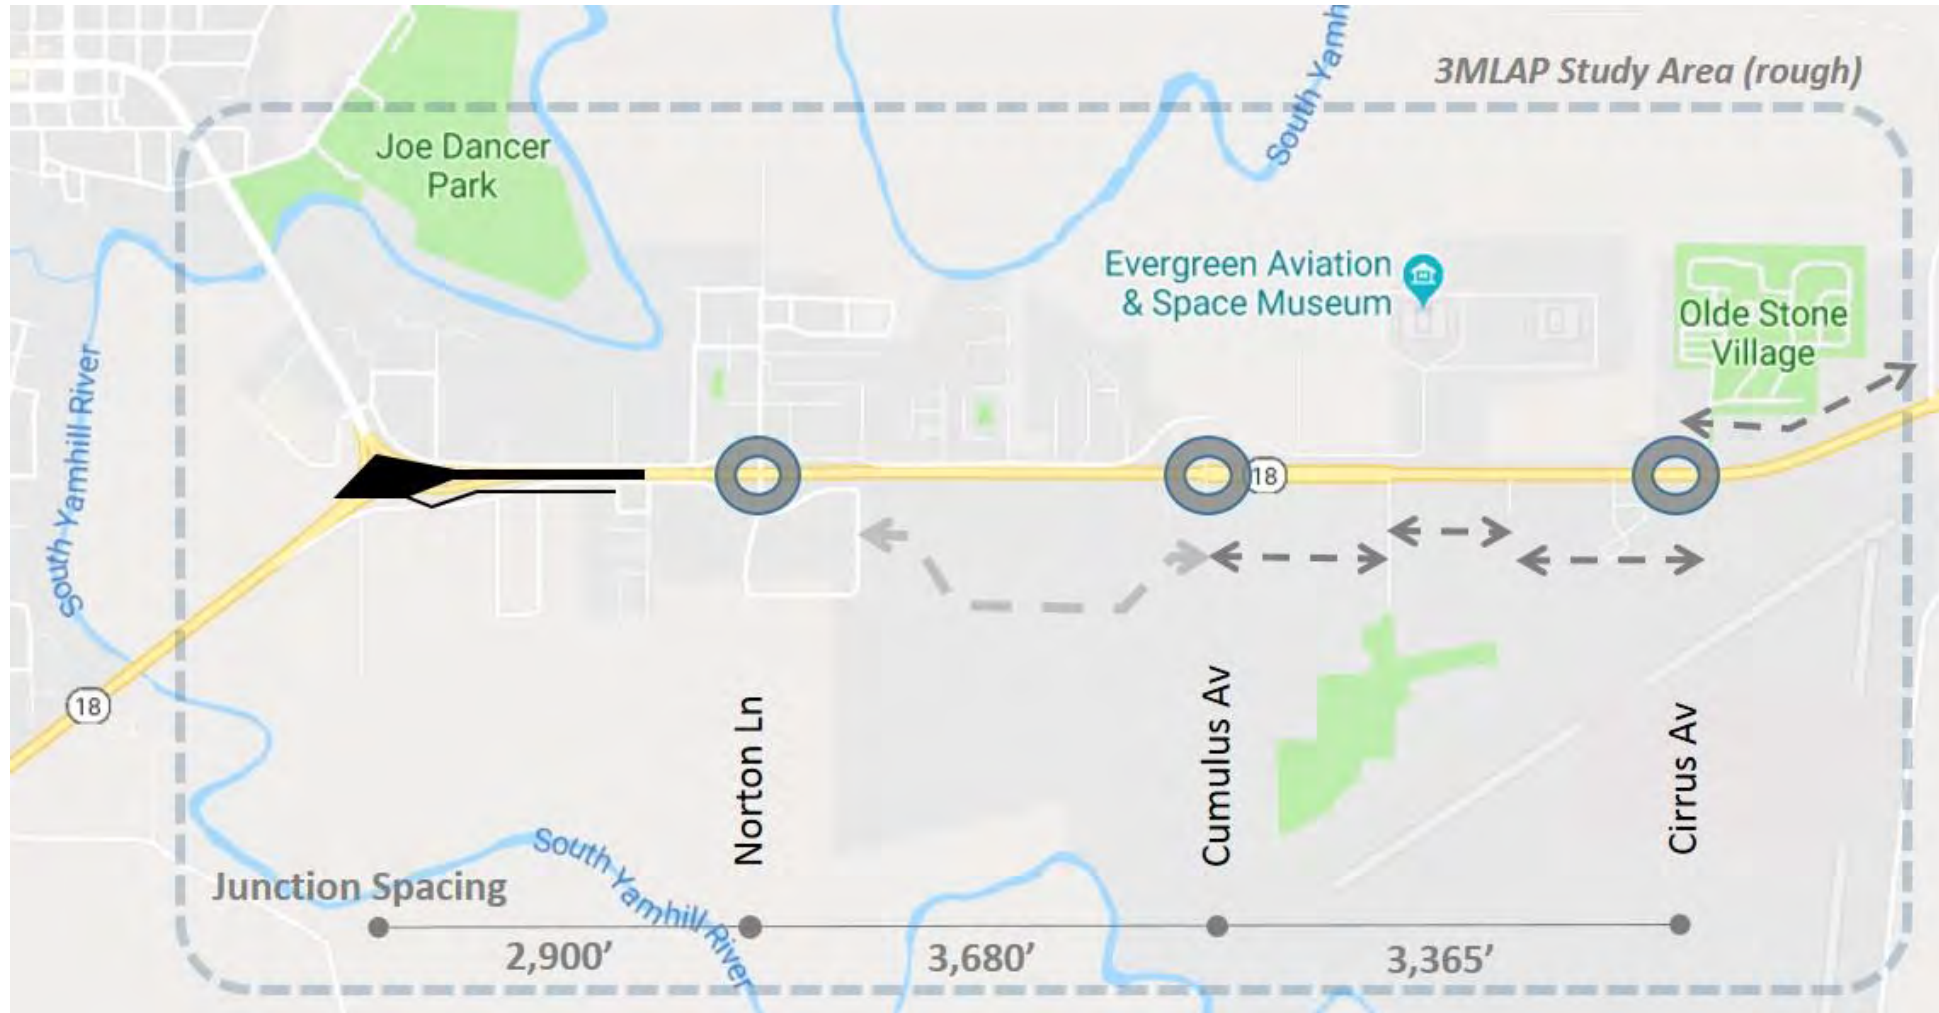 3MLAP Study Area (rough)
South Yamh
Joe Dancer
Park
Evergreen Aviation
& Space Museum
Olde Stone
Village
South Yamhill River
18
18
Norton Ln
Cumulus Av
Cirrus Av
South Yamhill River
Junction Spacing
2,900’
3,680’
3,365’